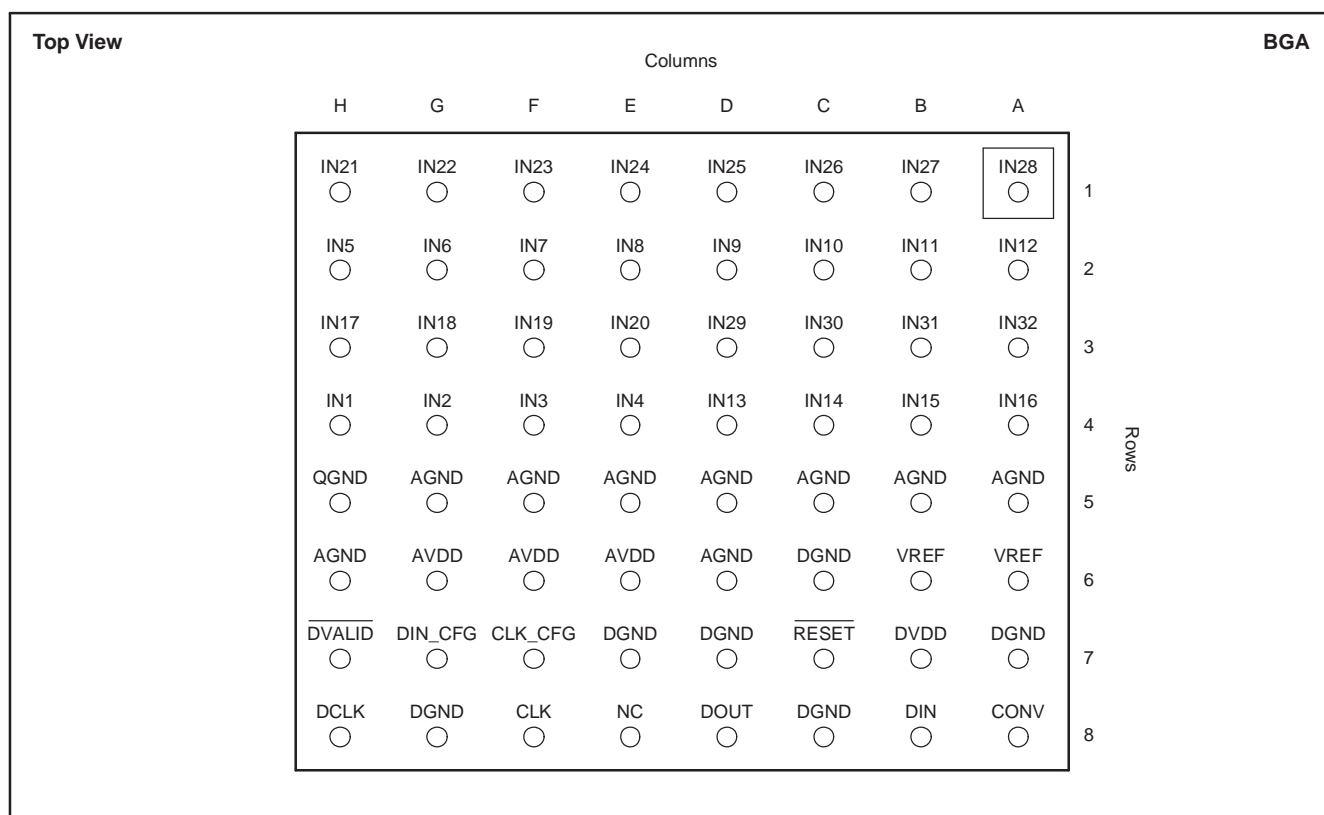 Top View BGA
Columns
H G F E D C B A
IN21 IN22 IN23 IN24 IN25 IN26 IN27 IN28
1
IN5 IN6 IN7 IN8 IN9 IN10 IN11 IN12
2
IN17 IN18 IN19 IN20 IN29 IN30 IN31 IN32
3
IN1 IN2 IN3 IN4 IN13 IN14 IN15 IN16
4
Rows
QGND AGND AGND AGND AGND AGND AGND AGND
5
AGND AVDD AVDD AVDD AGND DGND VREF VREF
6
DVALID DIN_CFG CLK_CFG DGND DGND RESET DVDD DGND
7
DCLK DGND CLK NC DOUT DGND DIN CONV
8